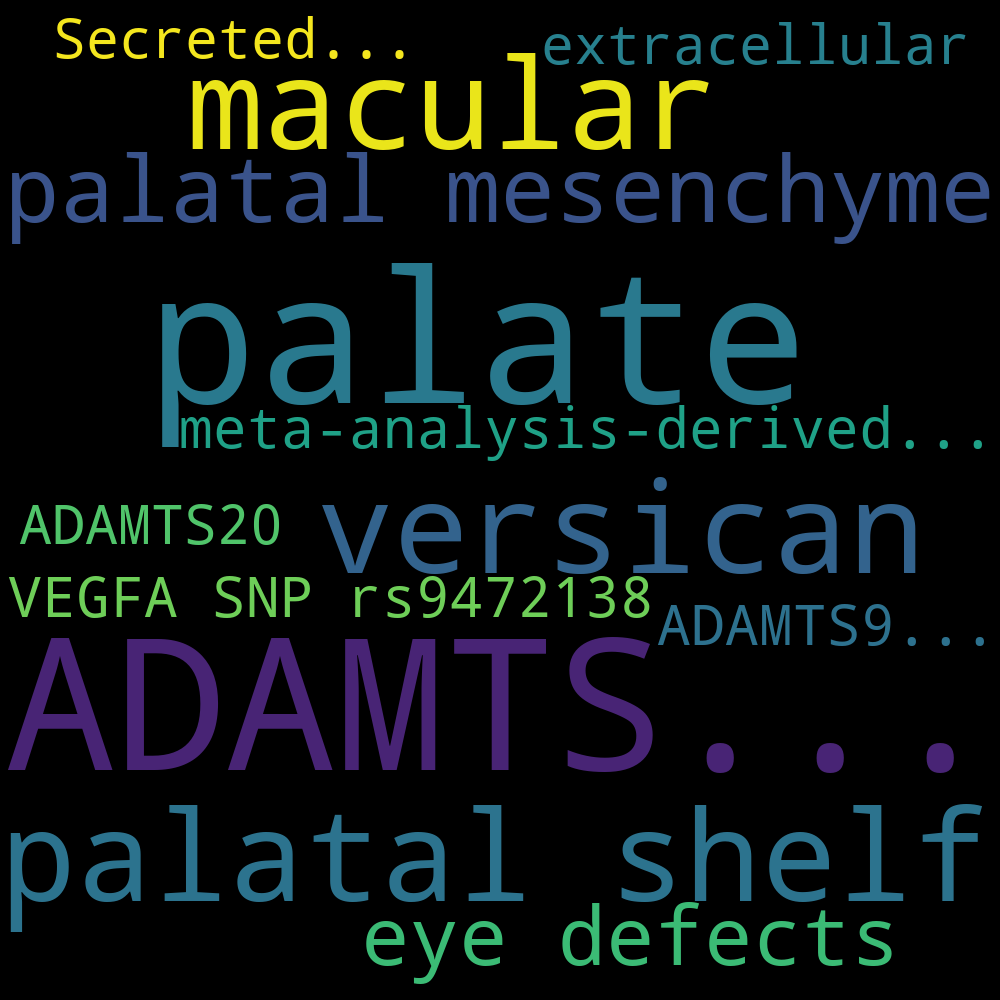 Secreted...
extracellular
macular
palatal mesenchyme
palate
meta-analysis-derived...
versican
ADAMTS20
VEGFA SNP rs9472138
ADAMTS9...
ADAMTS...
palatal shelf
eye defects